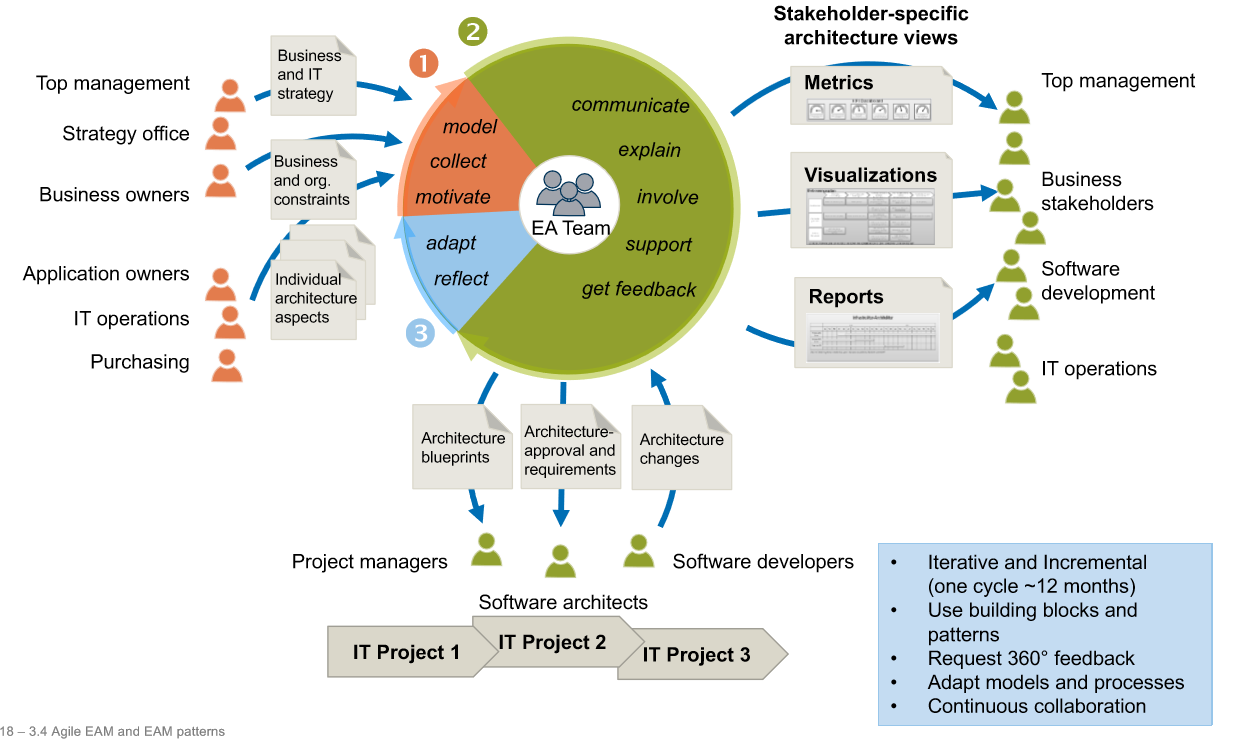 Stakeholder-specific
architecture views
Top management
Strategy office
Business owners
Application owners
IT operations
Purchasing
Business
and IT
strategy
Business
and org.
constraints
Individual
architecture
aspects
1
2
3
model
collect
motivate
adapt
reflect
communicate
explain
involve
support
get feedback
EA Team
Metrics
Visualizations
Reports
Top management
Business
stakeholders
Software
development
IT operations
Architecture
blueprints
Architecture-
approval and
requirements
Architecture
changes
Project managers
Software architects
Software developers
IT Project 1
IT Project 2
IT Project 3
• Iterative and Incremental
(one cycle ~12 months)
• Use building blocks and
patterns
• Request 360° feedback
• Adapt models and processes
• Continuous collaboration
18 – 3.4 Agile EAM and EAM patterns